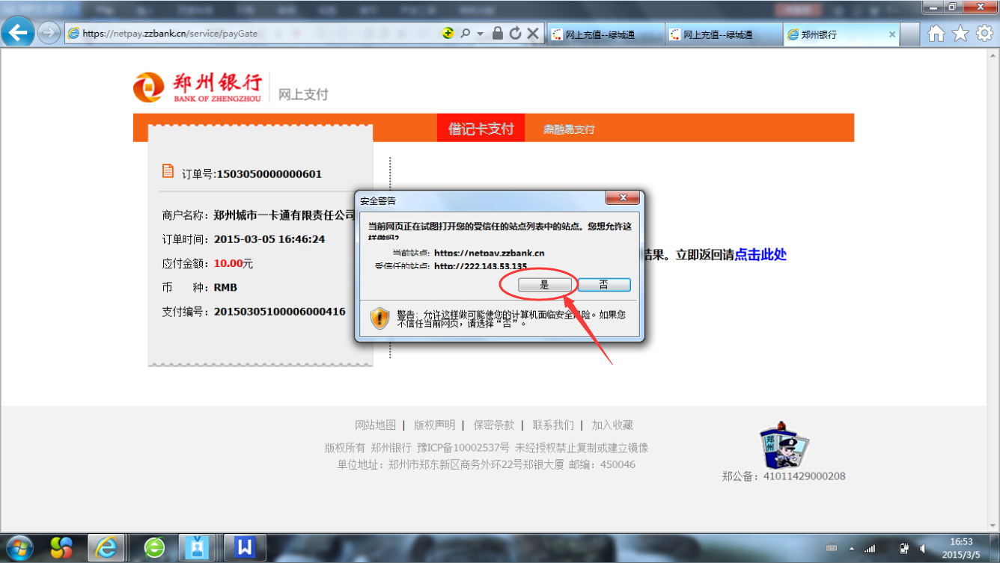 https://netpay.zzbank.cn/service/payGate
网上充值--绿城通
网上充值--绿城通
郑州银行
郑州银行
BANK OF ZHENGZHOU
网上支付
借记卡支付
鼎融易支付
订单号:1503050000000601
商户名称：郑州城市一卡通有限责任公司
订单时间：2015-03-05 16:46:24
应付金额：10.00元
币 种：RMB
支付编号：20150305100006000416
安全警告
当前网页正在试图打开您的受信任的站点列表中的站点。您想允许这
样做吗?
当前站点: https://netpay.zzbank.cn
受信任的站点: http://222.143.53.135
是
否
警告: 允许这样做可能使您的计算机面临安全风险。如果您
不信任当前网页，请选择“否”。
结果。立即返回请点击此处
网站地图 | 版权声明 | 保密条款 | 联系我们 | 加入收藏
版权所有 郑州银行 豫ICP备10002537号 未经授权禁止复制或建立镜像
单位地址：郑州市郑东新区商务外环22号郑银大厦 邮编：450046
郑州
郑公备：41011429000208
W
16:53
2015/3/5